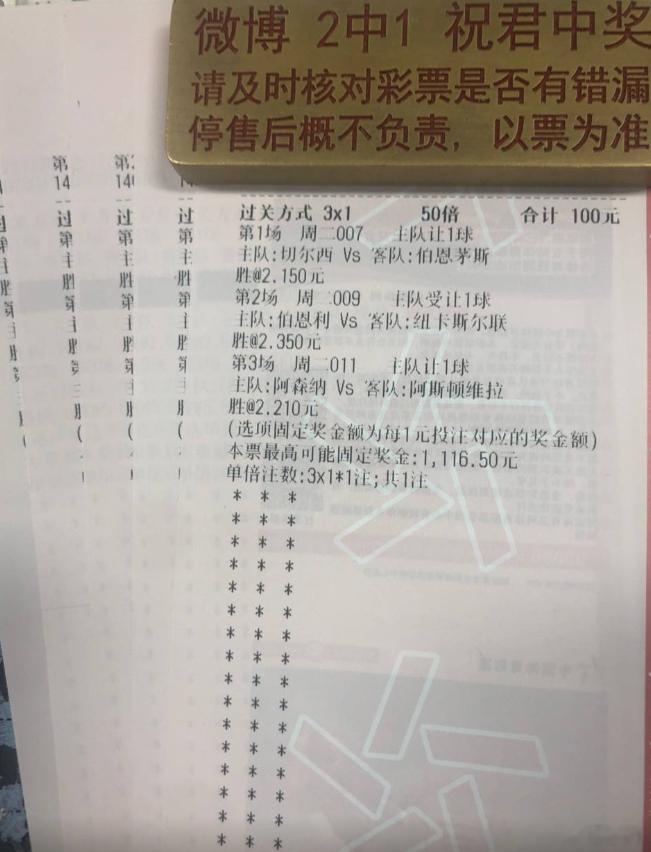 微博 2中1 祝君中奖
请及时核对彩票是否有错漏
停售后概不负责，以票为准
过关方式 3x1 50倍 合计 100元
第1场 周二007 主队让1球
主队:切尔西 Vs 客队:伯恩茅斯
胜@2.150元
第2场 周二009 主队受让1球
主队:伯恩利 Vs 客队:纽卡斯尔联
胜@2.350元
第3场 周二011 主队让1球
主队:阿森纳 Vs 客队:阿斯顿维拉
胜@2.210元
(选项固定奖金额为每1元投注对应的奖金额)
本票最高可能固定奖金:1,116.50元
单倍注数:3x1*1注;共1注